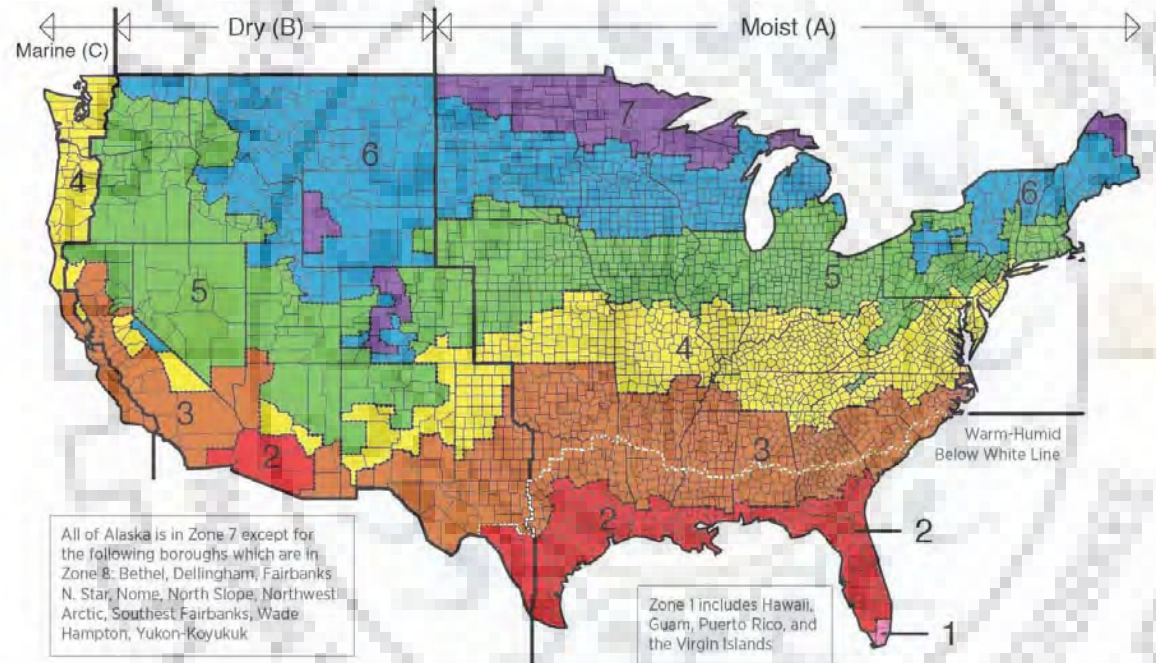 Marine (C)
Dry (B)
Moist (A)
7
6
4
6
5
5
4
3
3
2
2
Warm-Humid
Below White Line
2
1
All of Alaska is in Zone 7 except for
the following boroughs which are in
Zone 8: Bethel, Dellingham, Fairbanks
N. Star, Nome, North Slope, Northwest
Arctic, Southest Fairbanks, Wade
Hampton, Yukon-Koyukuk
Zone 1 includes Hawaii,
Guam, Puerto Rico, and
the Virgin Islands